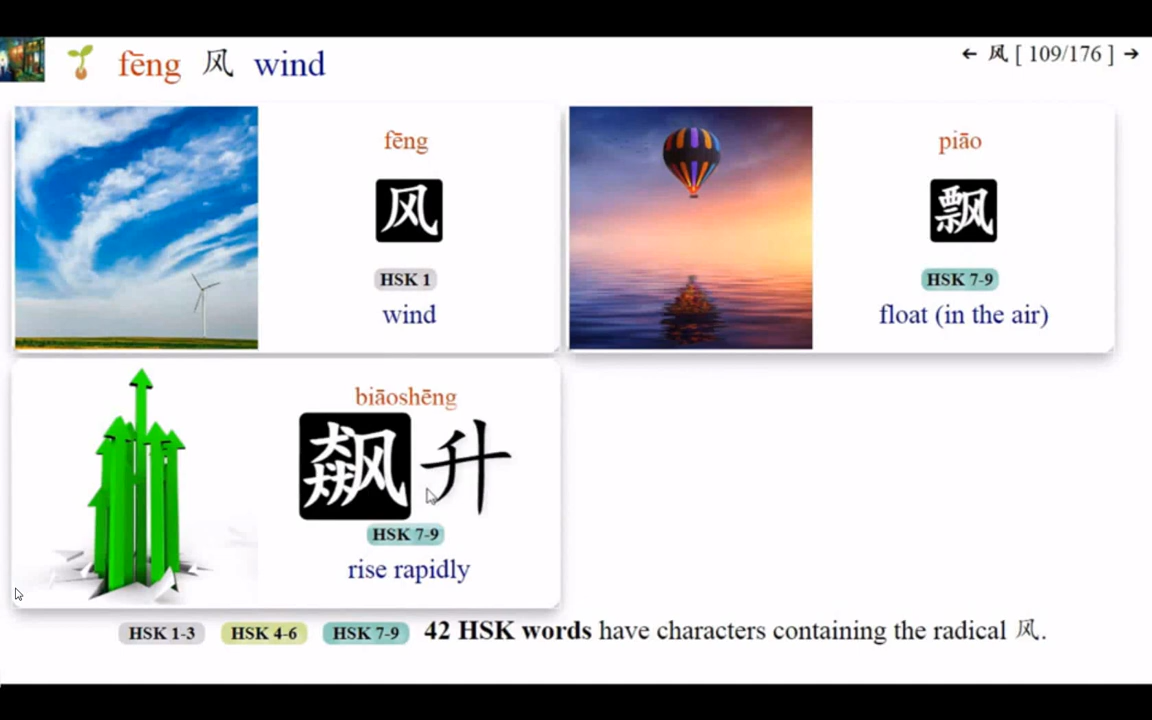 fēng 风 wind
← 风 [ 109/176 ] →
fēng
风
HSK 1
wind
piāo
飘
HSK 7-9
float (in the air)
biāoshēng
飙升
HSK 7-9
rise rapidly
HSK 1-3 HSK 4-6 HSK 7-9 42 HSK words have characters containing the radical 风.